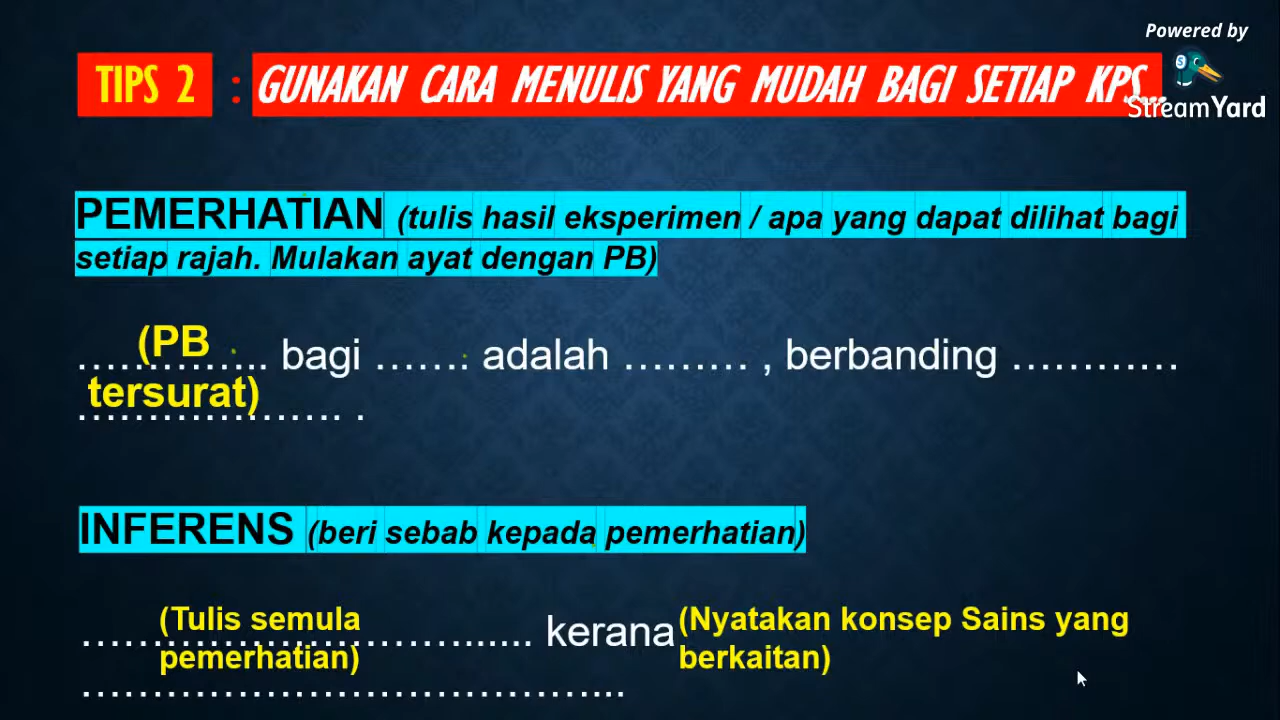 Powered by
StreamYard
TIPS 2 : GUNAKAN CARA MENULIS YANG MUDAH BAGI SETIAP KPS...
PEMERHATIAN (tulis hasil eksperimen / apa yang dapat dilihat bagi
setiap rajah. Mulakan ayat dengan PB)
(PB
.............. bagi ....... adalah ......... , berbanding ............
tersurat)
................... .
INFERENS (beri sebab kepada pemerhatian)
(Tulis semula
................................ kerana (Nyatakan konsep Sains yang
pemerhatian) berkaitan)
.......................................